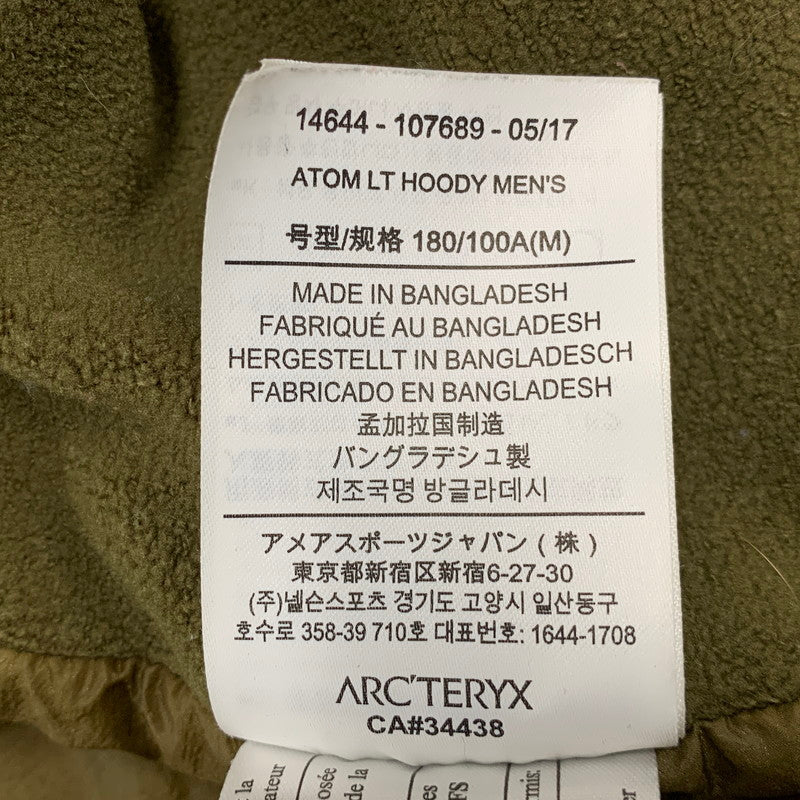 14644 - 107689 - 05/17
ATOM LT HOODY MEN'S
号型/规格 180/100A(M)
MADE IN BANGLADESH
FABRIQUÉ AU BANGLADESH
HERGESTELLT IN BANGLADESCH
FABRICADO EN BANGLADESH
孟加拉国制造
バングラデシュ製
제조국명 방글라데시
アメアスポーツジャパン ( 株 )
東京都新宿区新宿6-27-30
(주)넬슨스포츠 경기도 고양시 일산동구
호수로 358-39 710호 대표번호: 1644-1708
ARC'TERYX
CA#34438
de la